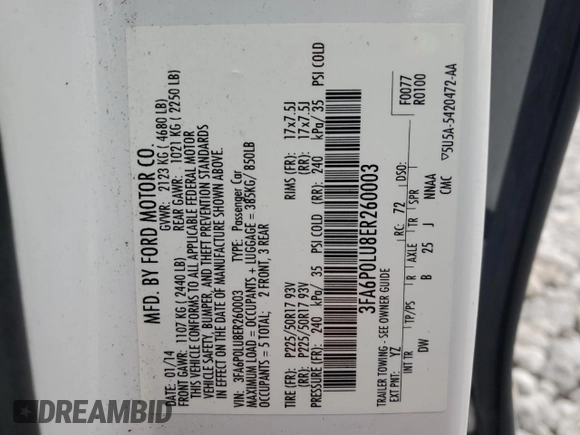 MFD. BY FORD MOTOR CO.
DATE: 01/14 GVWR: 2123 KG ( 4680 LB)
FRONT GAWR: 1107 KG ( 2440 LB) REAR GAWR: 1021 KG ( 2250 LB)
THIS VEHICLE CONFORMS TO ALL APPLICABLE FEDERAL MOTOR
VEHICLE SAFETY, BUMPER, AND THEFT PREVENTION STANDARDS
IN EFFECT ON THE DATE OF MANUFACTURE SHOWN ABOVE.
VIN: 3FA6P0LU8ER260003 TYPE: Passenger Car
MAXIMUM LOAD = OCCUPANTS + LUGGAGE = 385KG/ 850LB
OCCUPANTS = 5 TOTAL; 2 FRONT, 3 REAR
TIRE (FR): P225/50R17 93V RIMS (FR): 17x7.5J
TIRE (RR): P225/50R17 93V RIMS (RR): 17x7.5J
PRESSURE (FR): 240 kPa/ 35 PSI COLD (RR): 240 kPa/ 35 PSI COLD
3FA6P0LU8ER260003
TRAILER TOWING - SEE OWNER GUIDE
EXT PNT: YZ RC: 72 DSO: F0077
R0100
INT TR TP/PS R AXLE TR SPR
DW B 25 J NNAA
CMC ▽5U5A-5420472-AA
DREAMBID